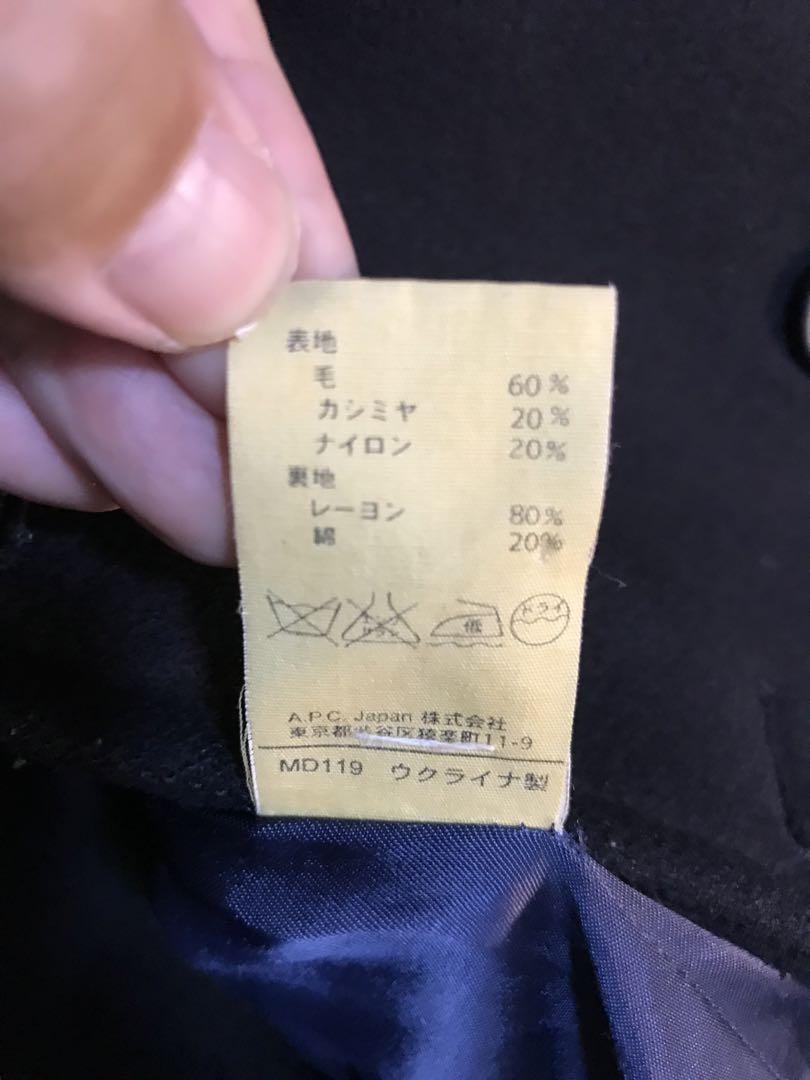 表地
毛 60%
カシミヤ 20%
ナイロン 20%
裏地
レーヨン 80%
綿 20%
低 ドライ
A.P.C. Japan 株式会社
東京都渋谷区猿楽町11-9
MD119 ウクライナ製